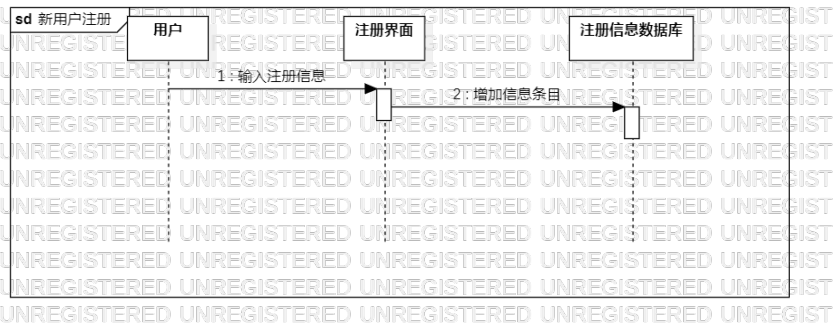 sd 新用户注册
用户
注册界面
注册信息数据库
1 : 输入注册信息
2 : 增加信息条目
UNREGISTERED UNREGISTERED UNREGISTERED UNREGISTERED UNREGIST